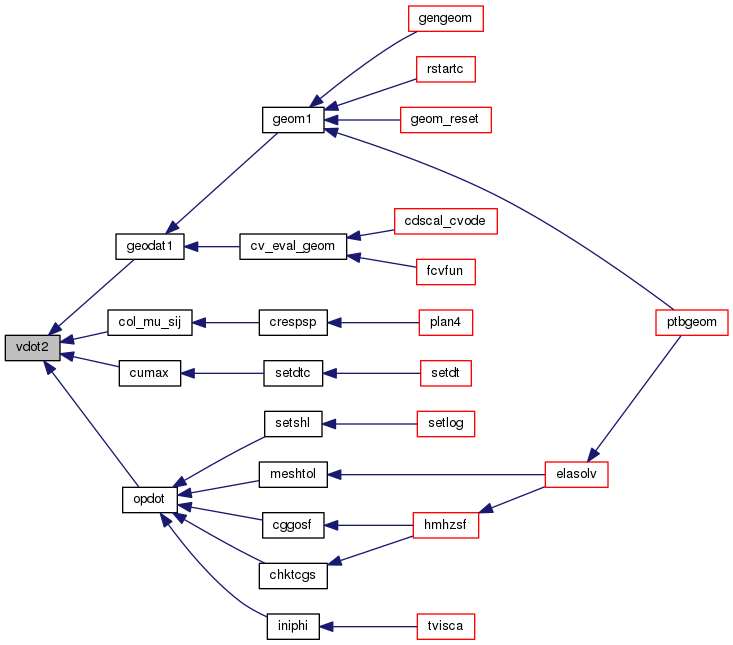 gengeom
rstartc
geom1
geom_reset
cdscal_cvode
geodat1
cv_eval_geom
fcvfun
col_mu_sij
crespsp
plan4
ptbgeom
vdot2
cumax
setdtc
setdt
setshl
setlog
meshtol
elasolv
opdot
cggosf
hmhzsf
chktcgs
iniphi
tvisca